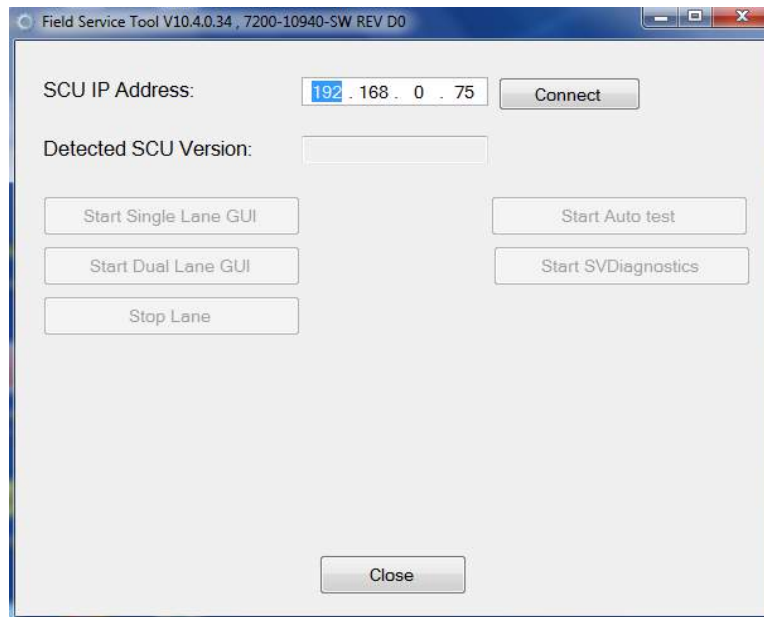 Field Service Tool V10.4.0.34 , 7200-10940-SW REV D0
SCU IP Address:
192 . 168 . 0 . 75
Connect
Detected SCU Version:
Start Single Lane GUI
Start Auto test
Start Dual Lane GUI
Start SVDiagnostics
Stop Lane
Close